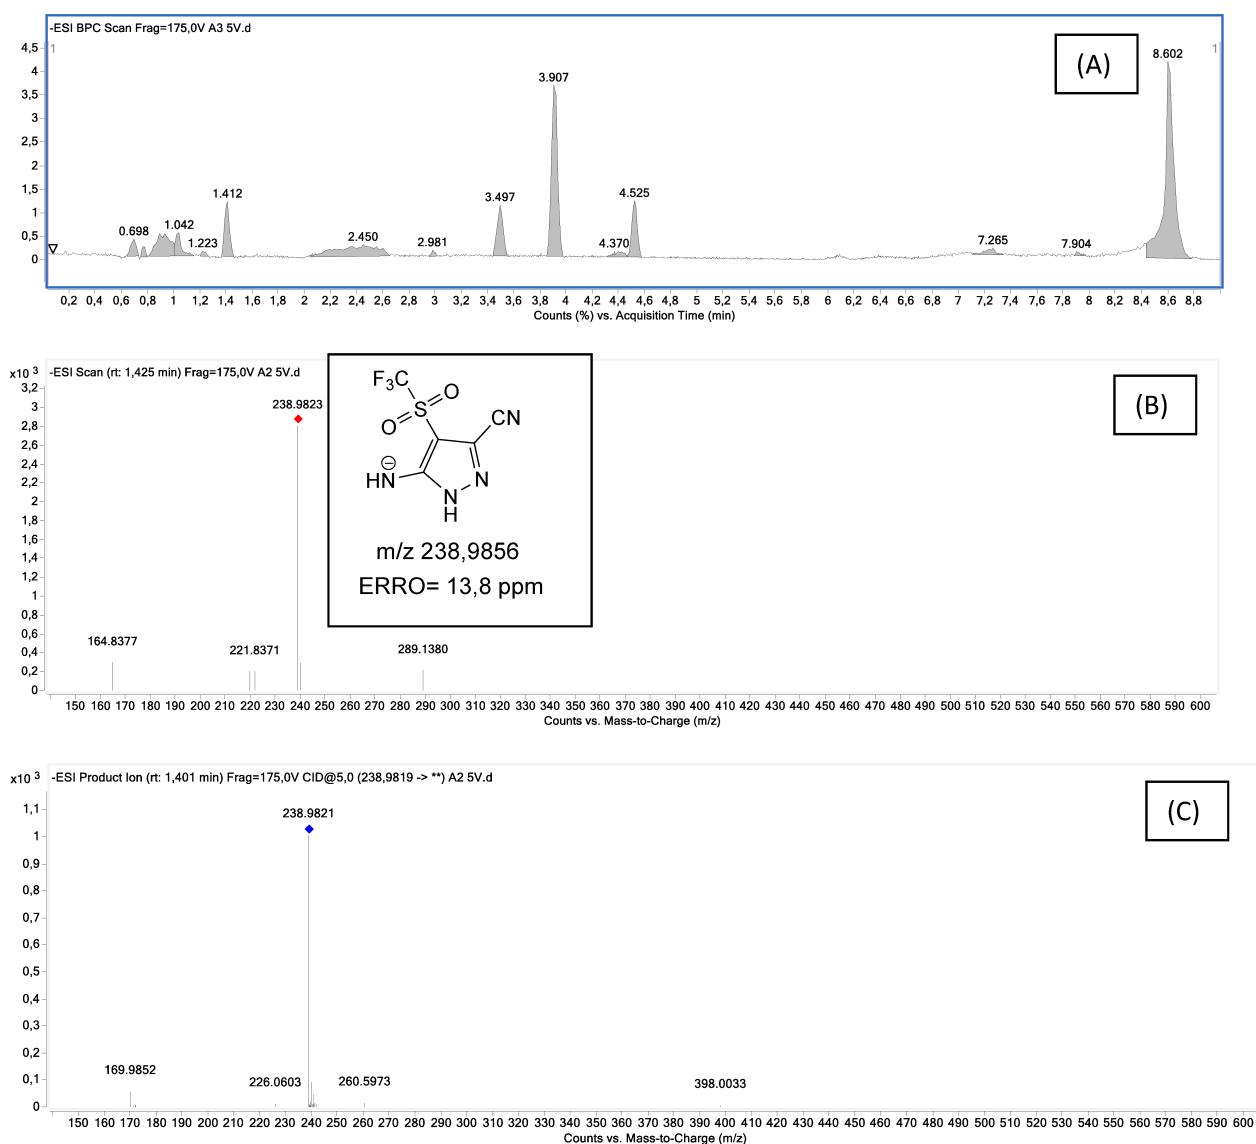 -ESI BPC Scan Frag=175,0V A3 5V.d
(A)
4,5
4
3,5
3
2,5
2
1,5
1
0,5
0
1
1
0.698
1.042
1.223
1.412
2.450
2.981
3.497
3.907
4.370
4.525
7.265
7.904
8.602
0,2 0,4 0,6 0,8 1 1,2 1,4 1,6 1,8 2 2,2 2,4 2,6 2,8 3 3,2 3,4 3,6 3,8 4 4,2 4,4 4,6 4,8 5 5,2 5,4 5,6 5,8 6 6,2 6,4 6,6 6,8 7 7,2 7,4 7,6 7,8 8 8,2 8,4 8,6 8,8
Counts (%) vs. Acquisition Time (min)
x10 3
-ESI Scan (rt: 1,425 min) Frag=175,0V A2 5V.d
(B)
3,2
3
2,8
2,6
2,4
2,2
2
1,8
1,6
1,4
1,2
1
0,8
0,6
0,4
0,2
0
164.8377
221.8371
238.9823
289.1380
F3C
S
O
O
CN
⊖
HN
N
N
H
m/z 238,9856
ERRO= 13,8 ppm
150 160 170 180 190 200 210 220 230 240 250 260 270 280 290 300 310 320 330 340 350 360 370 380 390 400 410 420 430 440 450 460 470 480 490 500 510 520 530 540 550 560 570 580 590 600
Counts vs. Mass-to-Charge (m/z)
x10 3
-ESI Product Ion (rt: 1,401 min) Frag=175,0V CID@5,0 (238,9819 -> **) A2 5V.d
(C)
1,1
1
0,9
0,8
0,7
0,6
0,5
0,4
0,3
0,2
0,1
0
169.9852
226.0603
238.9821
260.5973
398.0033
150 160 170 180 190 200 210 220 230 240 250 260 270 280 290 300 310 320 330 340 350 360 370 380 390 400 410 420 430 440 450 460 470 480 490 500 510 520 530 540 550 560 570 580 590 600
Counts vs. Mass-to-Charge (m/z)